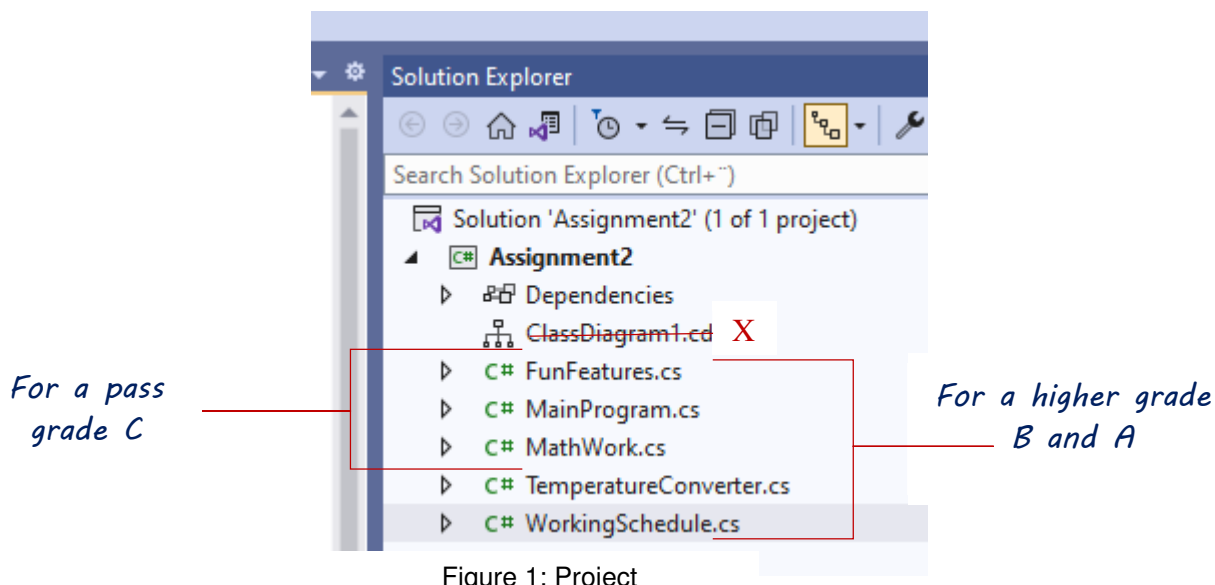 Solution Explorer
Search Solution Explorer (Ctrl+¨)
Solution 'Assignment2' (1 of 1 project)
C# Assignment2
Dependencies
ClassDiagram1.cd X
C# FunFeatures.cs
C# MainProgram.cs
C# MathWork.cs
C# TemperatureConverter.cs
C# WorkingSchedule.cs
For a pass
grade C
For a higher grade
B and A
Figure 1: Project